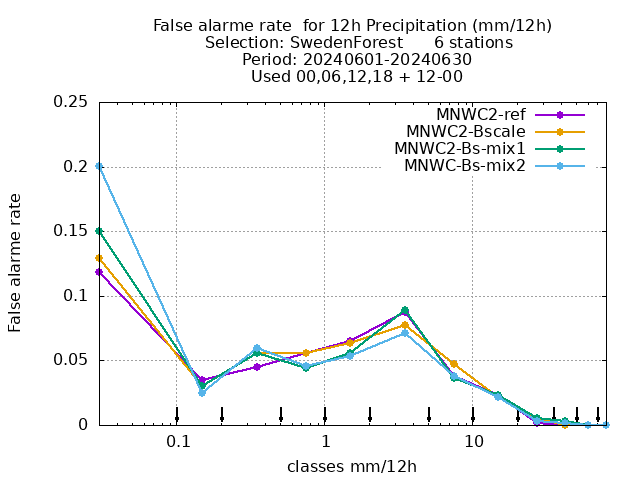 False alarme rate  for 12h Precipitation (mm/12h)
Selection: SwedenForest      6 stations
Period: 20240601-20240630
Used 00,06,12,18 + 12-00
0.25
MNWC2-ref
MNWC2-Bscale
MNWC2-Bs-mix1
MNWC-Bs-mix2
0.2
0.15
0.1
0.05
0
False alarme rate
0.1 1 10
classes mm/12h